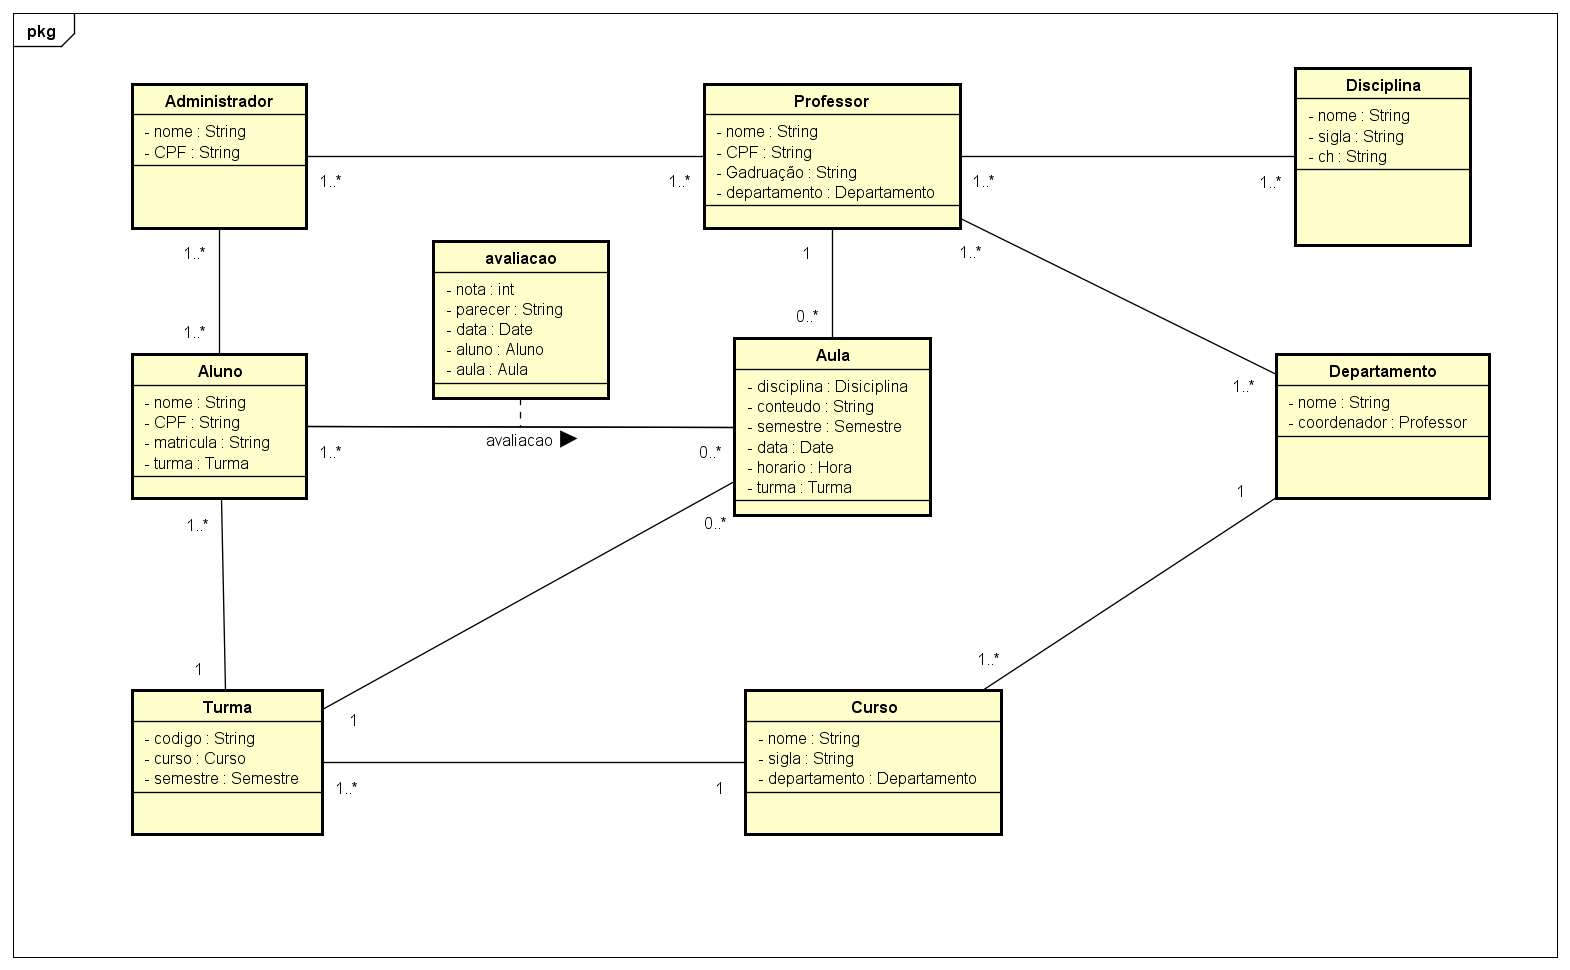 pkg
Administrador
- nome : String
- CPF : String
Professor
- nome : String
- CPF : String
- Gadruação : String
- departamento : Departamento
Disciplina
- nome : String
- sigla : String
- ch : String
1..*
1..*
1..*
1..*
1..*
1
1..*
avaliacao
- nota : int
- parecer : String
- data : Date
- aluno : Aluno
- aula : Aula
1..*
0..*
Aluno
- nome : String
- CPF : String
- matricula : String
- turma : Turma
Aula
- disciplina : Disiciplina
- conteudo : String
- semestre : Semestre
- data : Date
- horario : Hora
- turma : Turma
1..*
Departamento
- nome : String
- coordenador : Professor
avaliacao
1..*
0..*
1..*
0..*
1
1
1..*
Turma
- codigo : String
- curso : Curso
- semestre : Semestre
1
Curso
- nome : String
- sigla : String
- departamento : Departamento
1..*
1